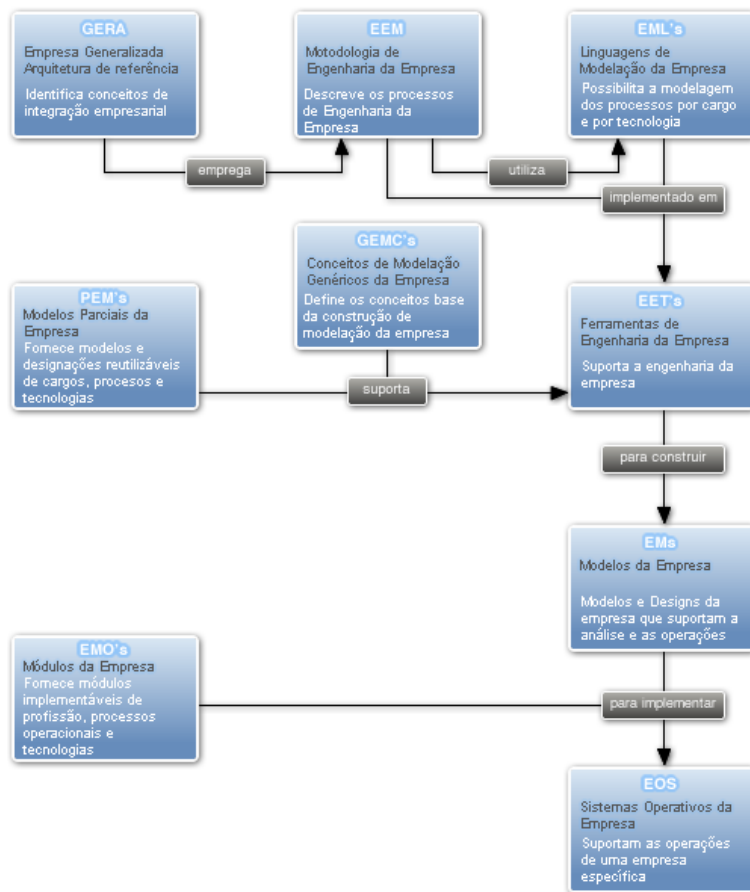 GERA
Empresa Generalizada
Arquitetura de referência
Identifica conceitos de
integração empresarial
EEM
Motodologia de
Engenharia da Empresa
Descreve os processos
de Engenharia da
Empresa
EML's
Linguagens de
Modelação da Empresa
Possibilita a modelagem
dos processos por cargo
e por tecnologia
emprega
utiliza
implementado em
GEMC's
Conceitos de Modelação
Genéricos da Empresa
Define os conceitos base
da construção de
modelação da empresa
PEM's
Modelos Parciais da
Empresa
Fornece modelos e
designações reutilizáveis
de cargos, procesos e
tecnologias
EET's
Ferramentas de
Engenharia da Empresa
Suporta a engenharia da
empresa
suporta
para construir
EMs
Modelos da Empresa
Modelos e Designs da
empresa que suportam a
análise e as operações
EMO's
Módulos da Empresa
Fornece módulos
implementáveis de
profissão, processos
operacionais e
tecnologias
para implementar
EOS
Sistemas Operativos da
Empresa
Suportam as operações
de uma empresa
específica